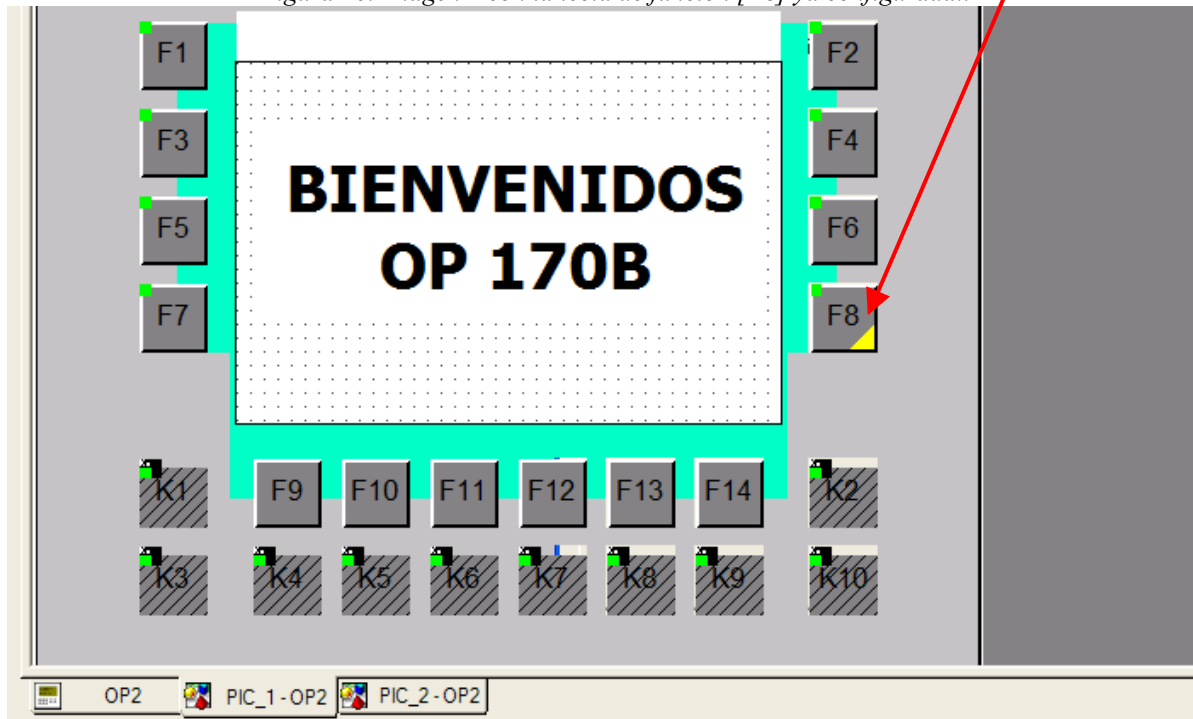 F1
F2
F3
F4
BIENVENIDOS
F5
F6
OP 170B
F7
F8
K1
F9
F10
F11
F12
F13
F14
K2
K3
K4
K5
K6
K7
K8
K9
K10
OP2
PIC_1 - OP2
PIC_2 - OP2